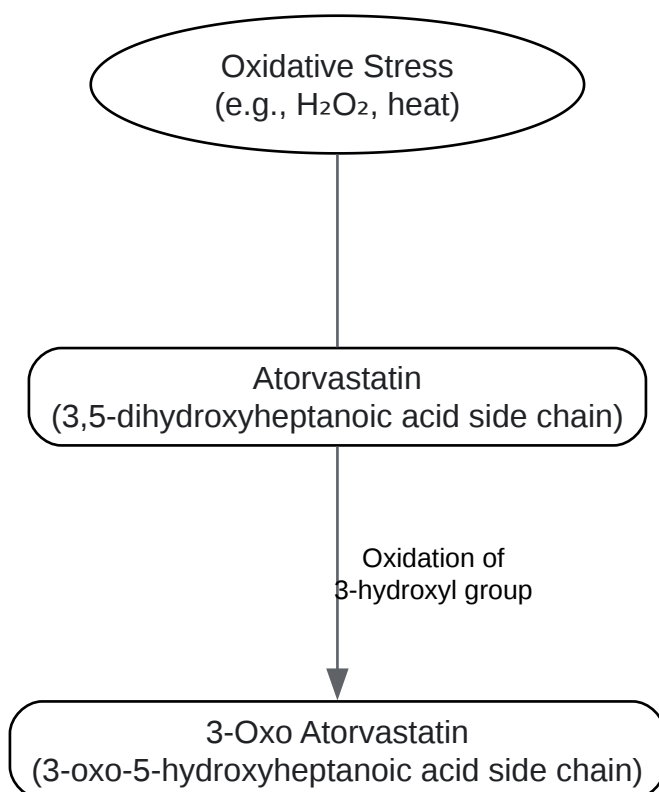 Oxidative Stress
(e.g., H₂O₂, heat)
Atorvastatin
(3,5-dihydroxyheptanoic acid side chain)
Oxidation of
3-hydroxyl group
3-Oxo Atorvastatin
(3-oxo-5-hydroxyheptanoic acid side chain)